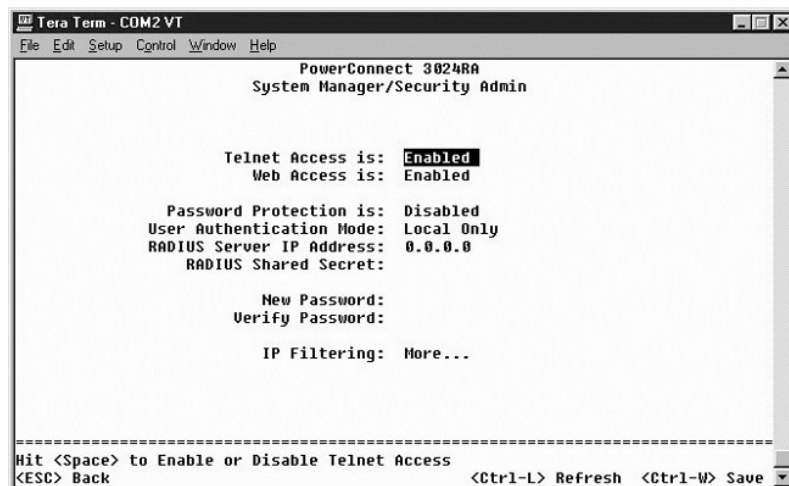 Tera Term - COM2 VT
File Edit Setup Control Window Help
PowerConnect 3024RA
System Manager/Security Admin
Telnet Access is: Enabled
Web Access is: Enabled
Password Protection is: Disabled
User Authentication Mode: Local Only
RADIUS Server IP Address: 0.0.0.0
RADIUS Shared Secret:
New Password:
Verify Password:
IP Filtering: More...
================================================================================
Hit <Space> to Enable or Disable Telnet Access
<ESC> Back <Ctrl-L> Refresh <Ctrl-W> Save